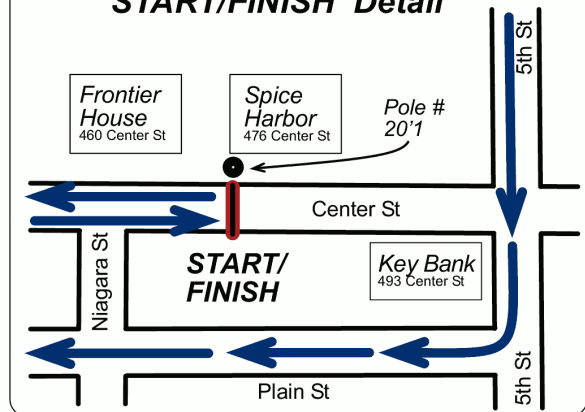 START/FINISH Detail
5th St
Frontier
House
460 Center St
Spice
Harbor
476 Center St
Pole #
20'1
Center St
Niagara St
START/
FINISH
Key Bank
493 Center St
Plain St
5th St